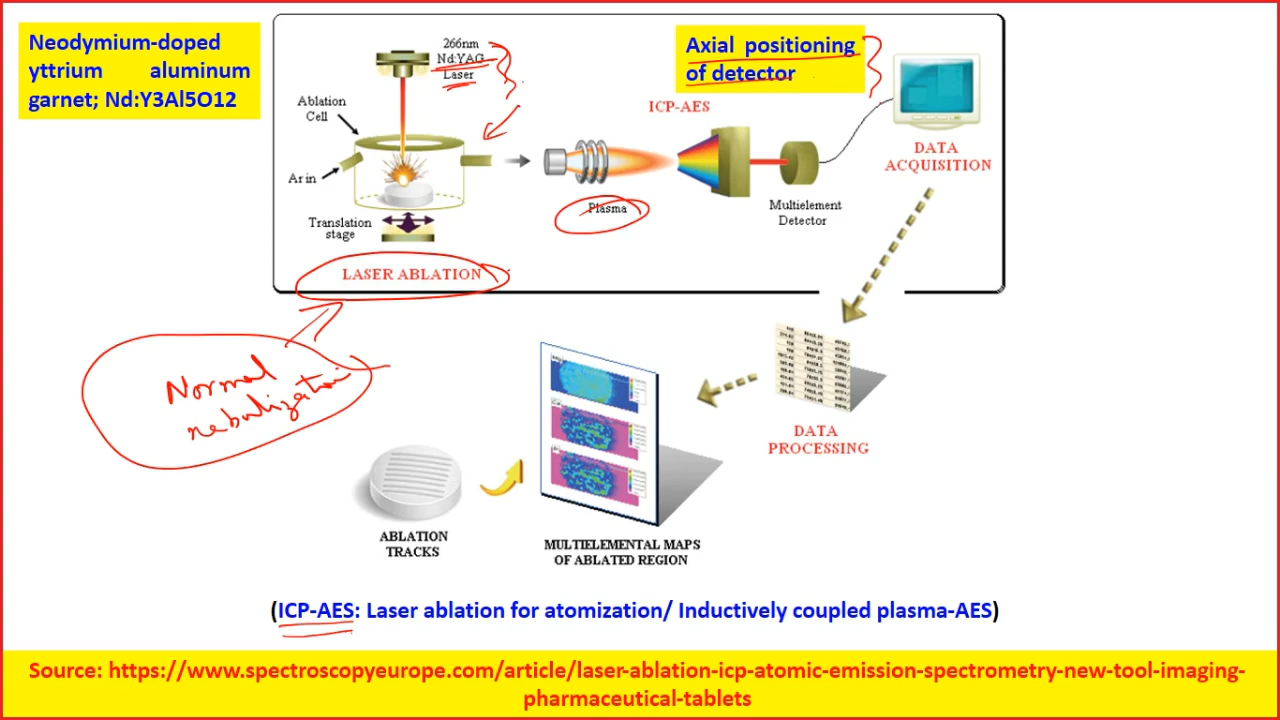 Neodymium-doped
yttrium aluminum
garnet; Nd:Y3Al5O12
266nm
Nd:YAG
Laser
Ablation
Cell
Ar in
Translation
stage
LASER ABLATION
Axial positioning
of detector
ICP-AES
Plasma
Multielement
Detector
DATA
ACQUISITION
Normal
nebulization
DATA
PROCESSING
ABLATION
TRACKS
MULTIELEMENTAL MAPS
OF ABLATED REGION
(ICP-AES: Laser ablation for atomization/ Inductively coupled plasma-AES)
Source: https://www.spectroscopyeurope.com/article/laser-ablation-icp-atomic-emission-spectrometry-new-tool-imaging-
pharmaceutical-tablets